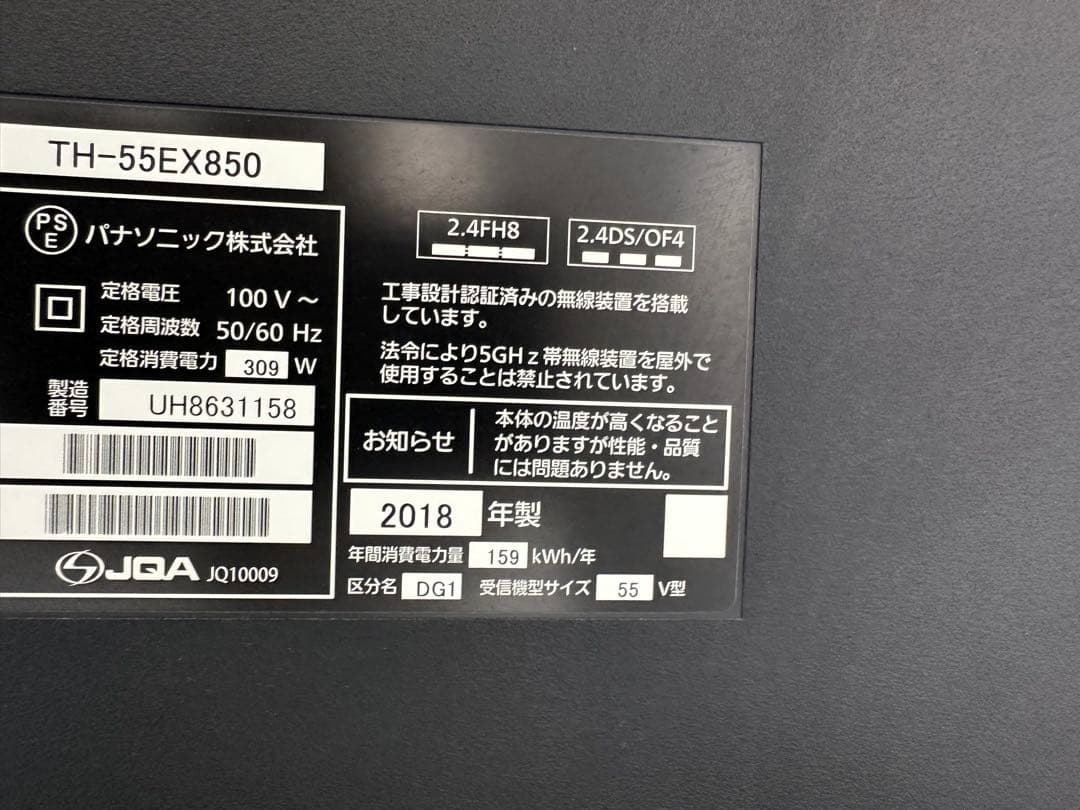 TH-55EX850
PS
E
パナソニック株式会社
定格電圧 100 V～
定格周波数 50/60 Hz
定格消費電力 309 W
製造
番号 UH8631158
JQA JQ10009
2.4FH8
2.4DS/OF4
工事設計認証済みの無線装置を搭載
しています。
法令により5GHz帯無線装置を屋外で
使用することは禁止されています。
お知らせ
本体の温度が高くなること
がありますが性能・品質
には問題ありません。
2018 年製
年間消費電力量 159 kWh/年
区分名 DG1 受信機型サイズ 55 V型